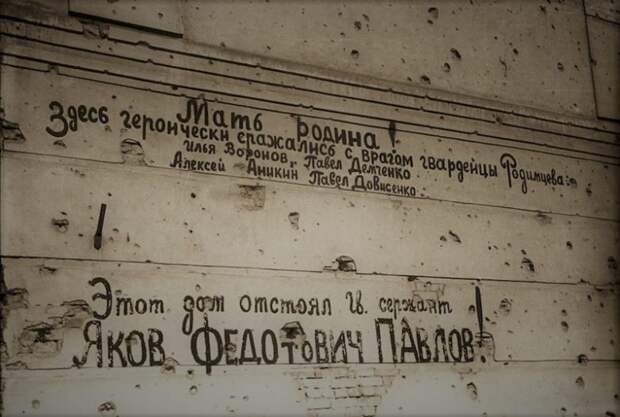 Мать Родина!
Здесь героически сражались с врагом гвардейцы Родимцева:
Илья Воронов, Павел Демченко
Алексей Аникин Павел Довисенко
Этот дом отстоял гв. сержант
Яков Федотович Павлов!